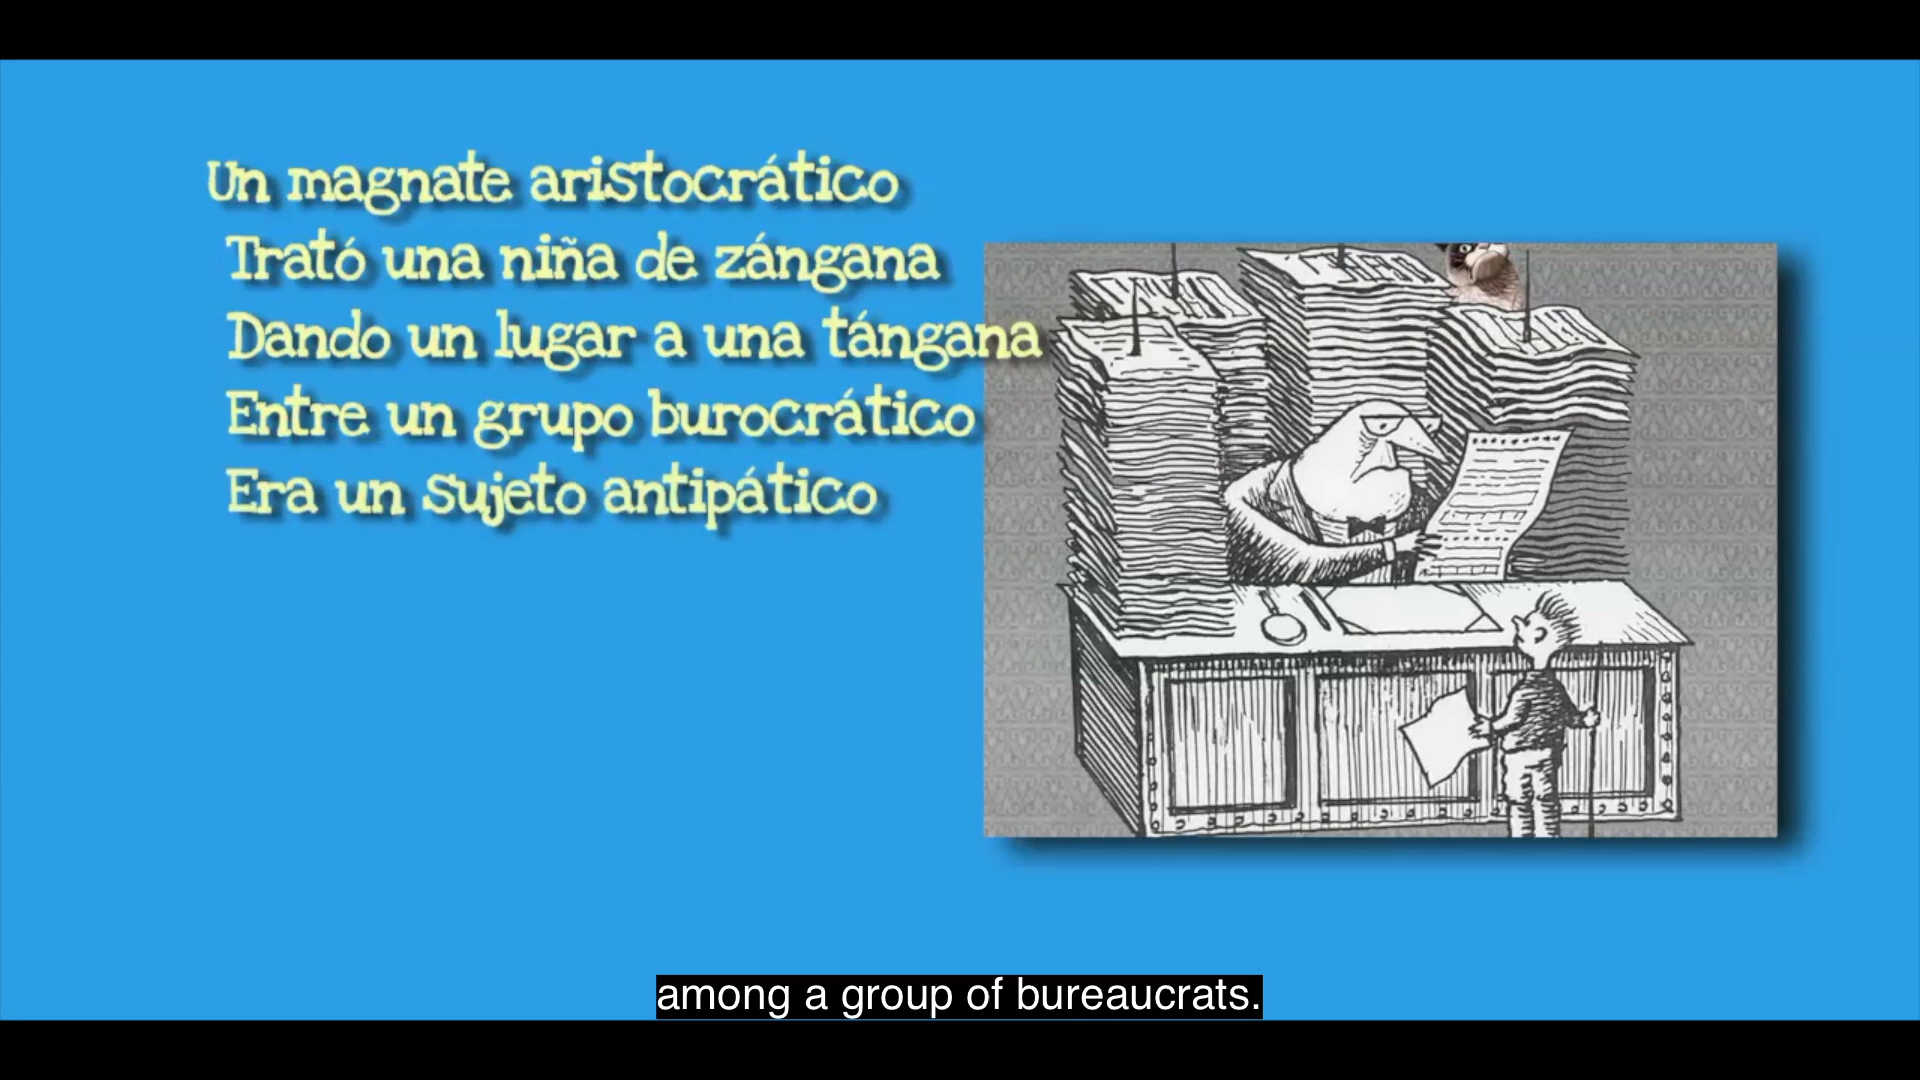 Un magnate aristocrático
Trató una niña de zángana
Dando un lugar a una tángana
Entre un grupo burocrático
Era un sujeto antipático
among a group of bureaucrats.